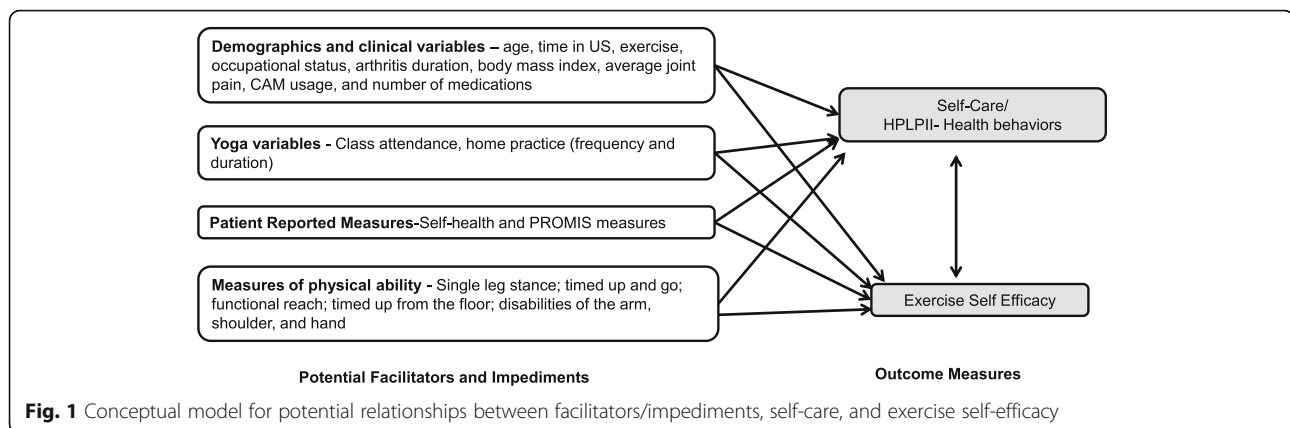 Demographics and clinical variables – age, time in US, exercise,
occupational status, arthritis duration, body mass index, average joint
pain, CAM usage, and number of medications
Yoga variables - Class attendance, home practice (frequency and
duration)
Patient Reported Measures-Self-health and PROMIS measures
Measures of physical ability - Single leg stance; timed up and go;
functional reach; timed up from the floor; disabilities of the arm,
shoulder, and hand
Self-Care/
HPLPII- Health behaviors
Exercise Self Efficacy
Potential Facilitators and Impediments
Outcome Measures
Fig. 1 Conceptual model for potential relationships between facilitators/impediments, self-care, and exercise self-efficacy